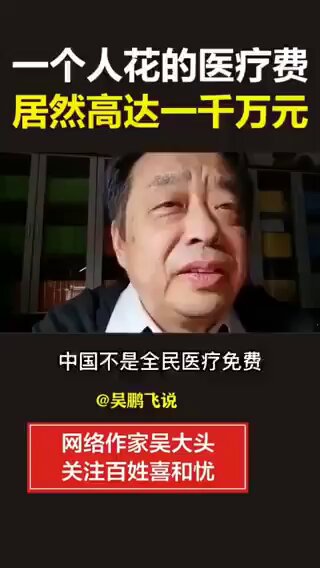 一个人花的医疗费
居然高达一千万元
中国不是全民医疗免费
@吴鹏飞说
网络作家吴大头
关注百姓喜和忧